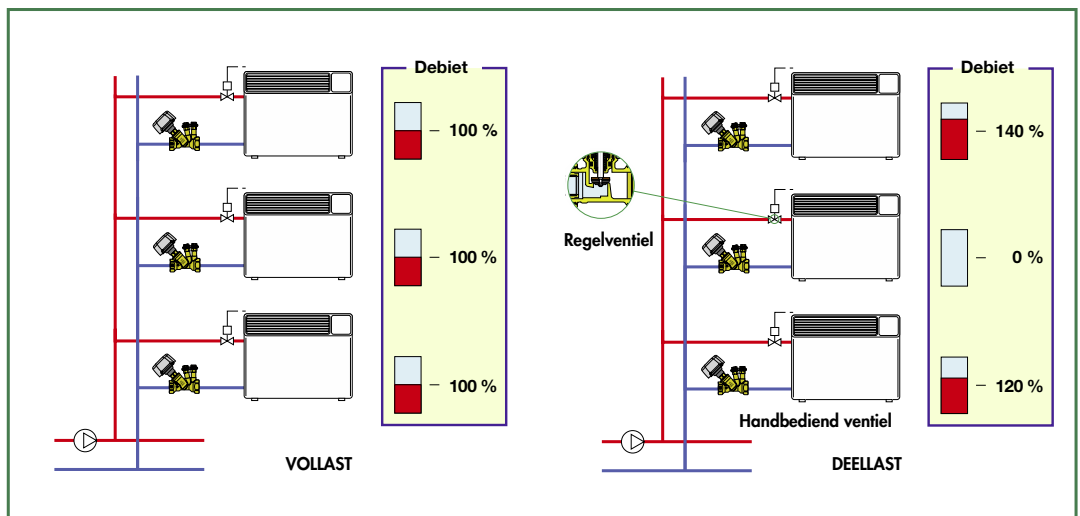 Debiet
100 %
100 %
100 %
VOLLAST
Debiet
140 %
0 %
120 %
Regelventiel
Handbediend ventiel
DEELLAST